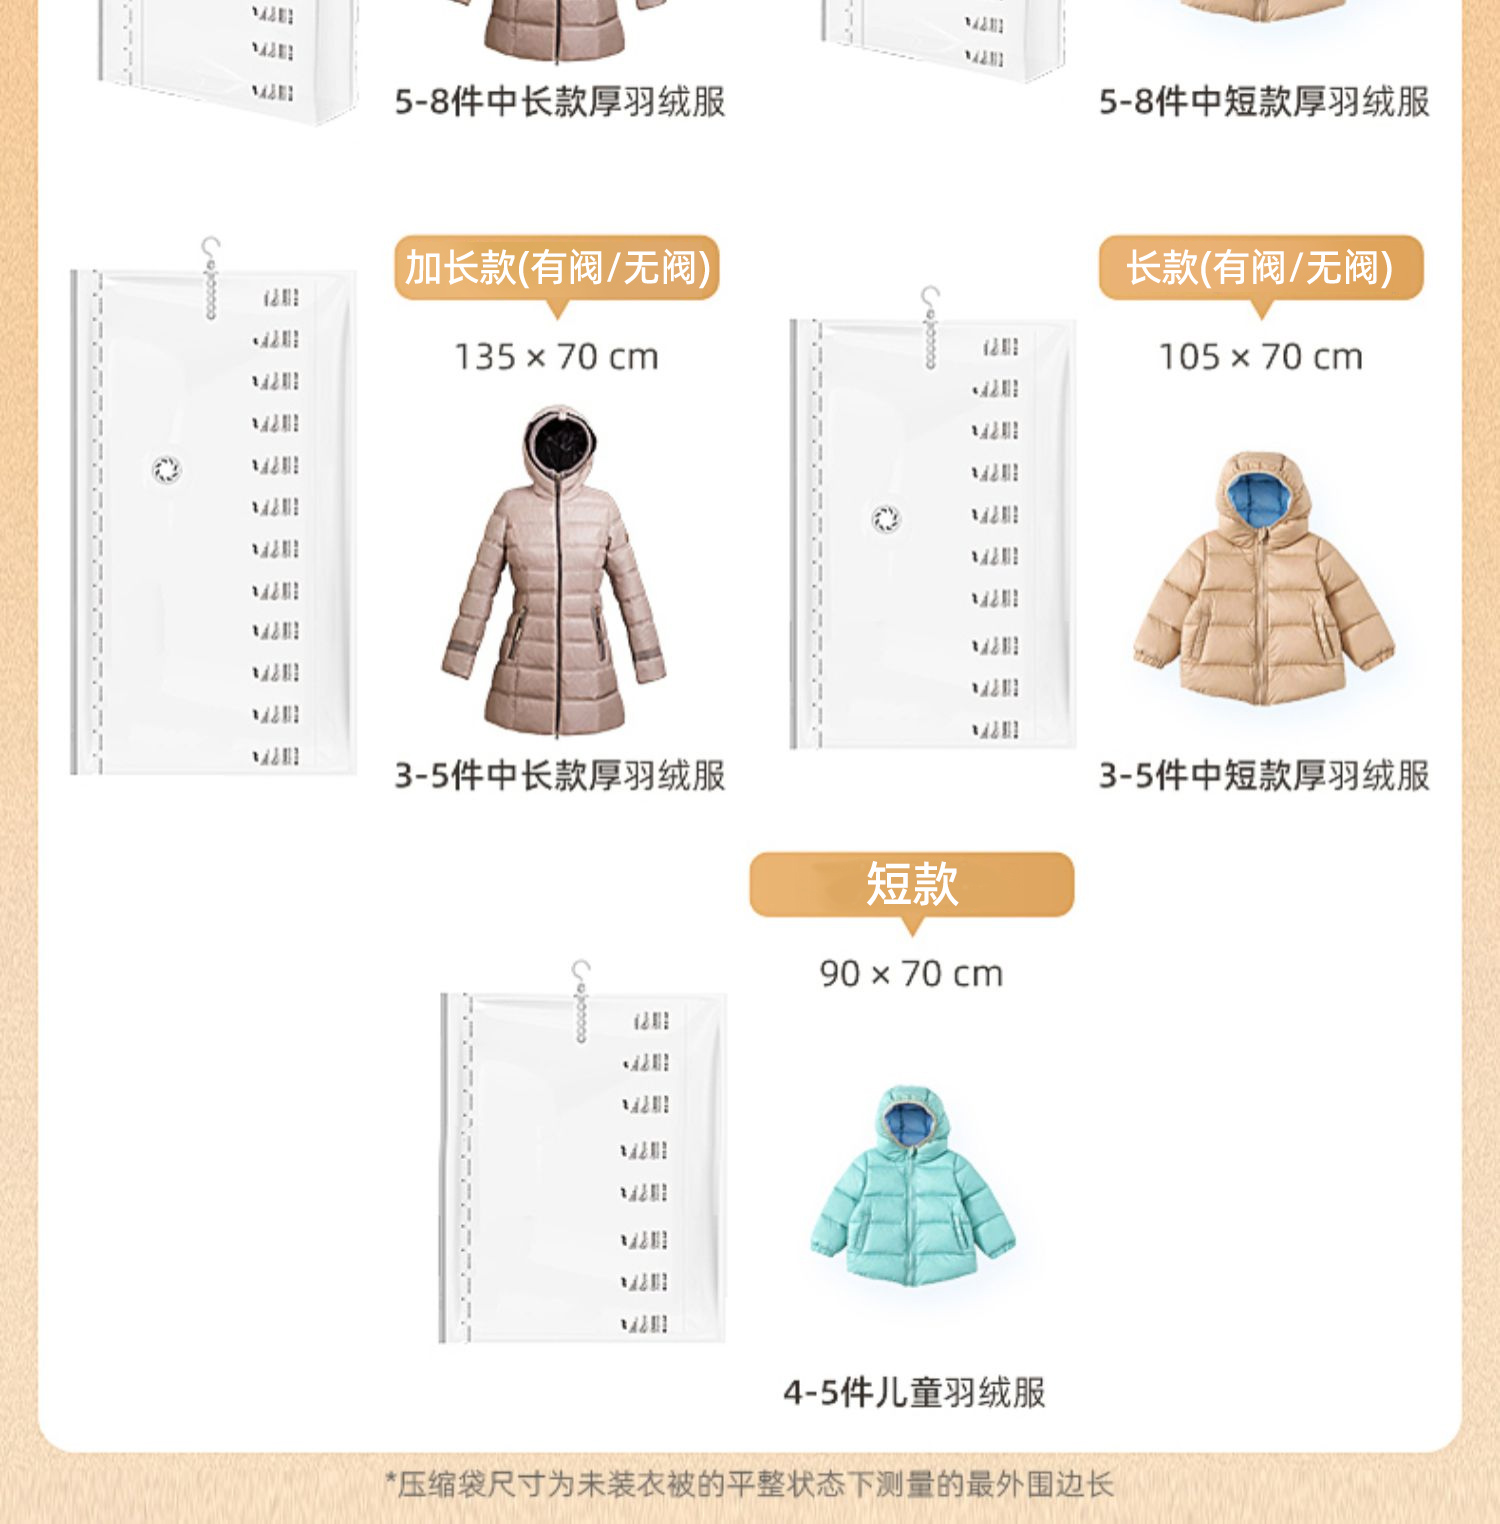 5-8件中长款厚羽绒服
5-8件中短款厚羽绒服
加长款(有阀/无阀)
135 × 70 cm
3-5件中长款厚羽绒服
长款(有阀/无阀)
105 × 70 cm
3-5件中短款厚羽绒服
短款
90 × 70 cm
4-5件儿童羽绒服
*压缩袋尺寸为未装衣被的平整状态下测量的最外围边长